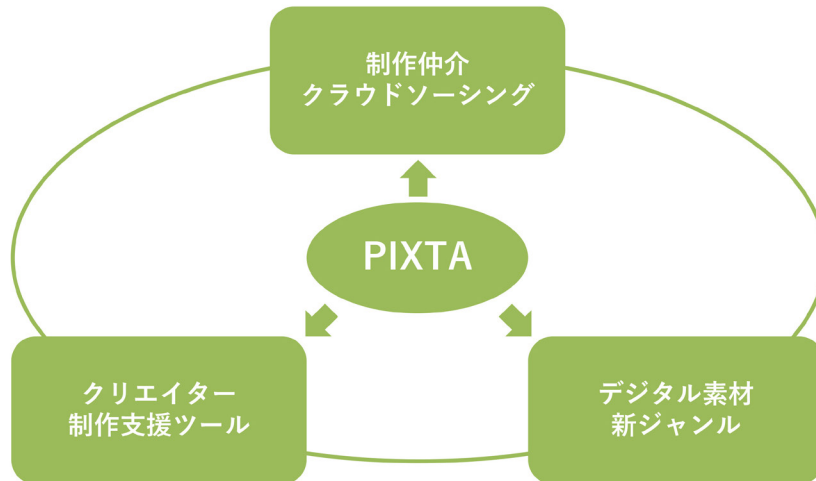 制作仲介
クラウドソーシング
PIXTA
クリエイター
制作支援ツール
デジタル素材
新ジャンル